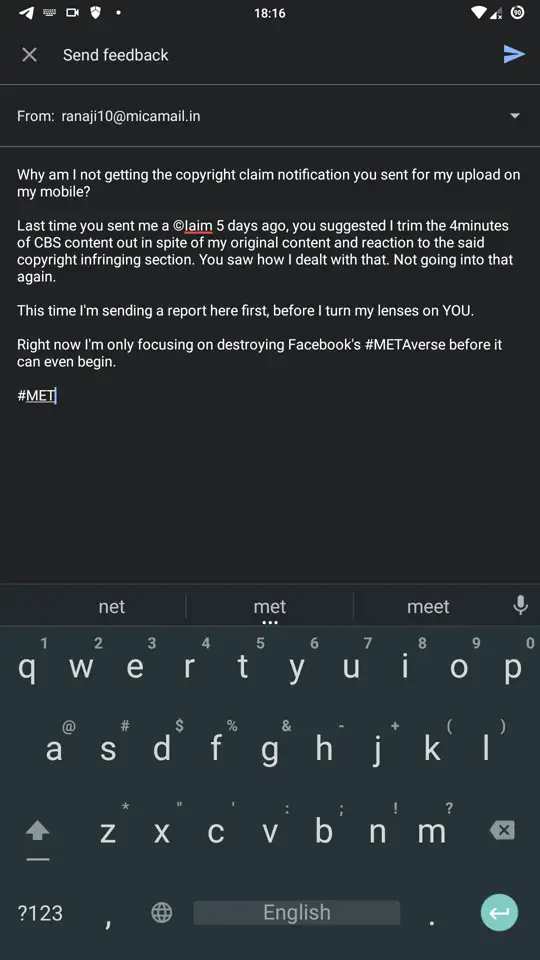 18:16
90
Send feedback
From: ranaji10@micamail.in
Why am I not getting the copyright claim notification you sent for my upload on
my mobile?
Last time you sent me a ©laim 5 days ago, you suggested I trim the 4minutes
of CBS content out in spite of my original content and reaction to the said
copyright infringing section. You saw how I dealt with that. Not going into that
again.
This time I'm sending a report here first, before I turn my lenses on YOU.
Right now I'm only focusing on destroying Facebook's #METAverse before it
can even begin.
#MET
net met meet
1 2 3 4 5 6 7 8 9 0
q w e r t y u i o p
@ # $ % & - + ( )
a s d f g h j k l
* " ' : ; ! ?
z x c v b n m
?123 , English .